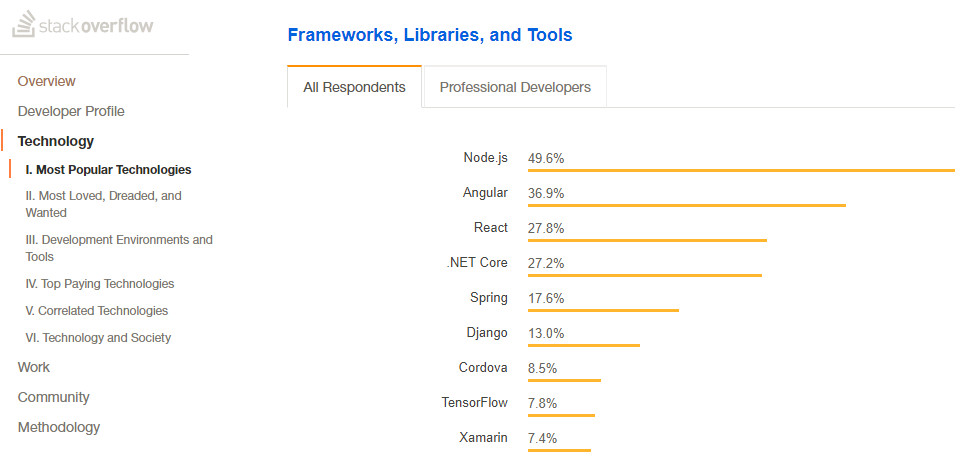 stackoverflow
Overview
Developer Profile
Technology
I. Most Popular Technologies
II. Most Loved, Dreaded, and
Wanted
III. Development Environments and
Tools
IV. Top Paying Technologies
V. Correlated Technologies
VI. Technology and Society
Work
Community
Methodology
Frameworks, Libraries, and Tools
All Respondents Professional Developers
Node.js 49.6%
Angular 36.9%
React 27.8%
.NET Core 27.2%
Spring 17.6%
Django 13.0%
Cordova 8.5%
TensorFlow 7.8%
Xamarin 7.4%